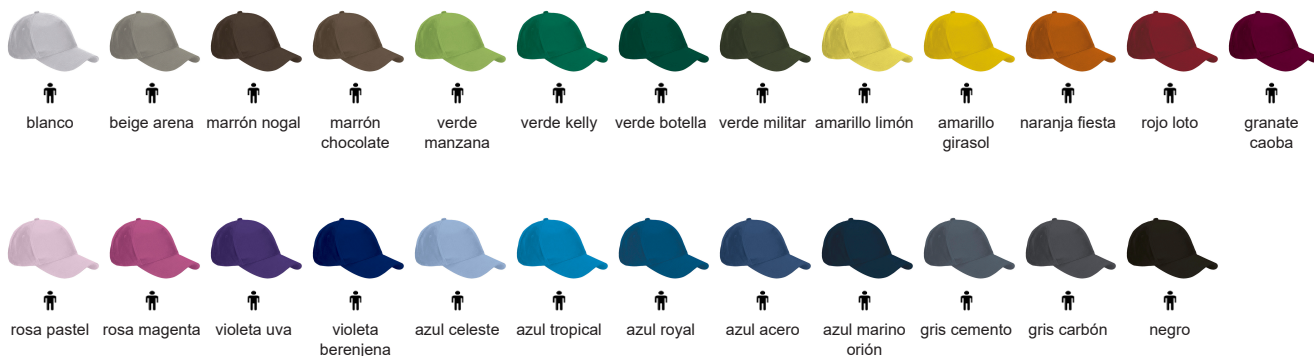 blanco
beige arena
marrón nogal
marrón
chocolate
verde
manzana
verde kelly
verde botella
verde militar
amarillo limón
amarillo
girasol
naranja fiesta
rojo loto
granate
caoba
rosa pastel
rosa magenta
violeta uva
violeta
berenjena
azul celeste
azul tropical
azul royal
azul acero
azul marino
orión
gris cemento
gris carbón
negro